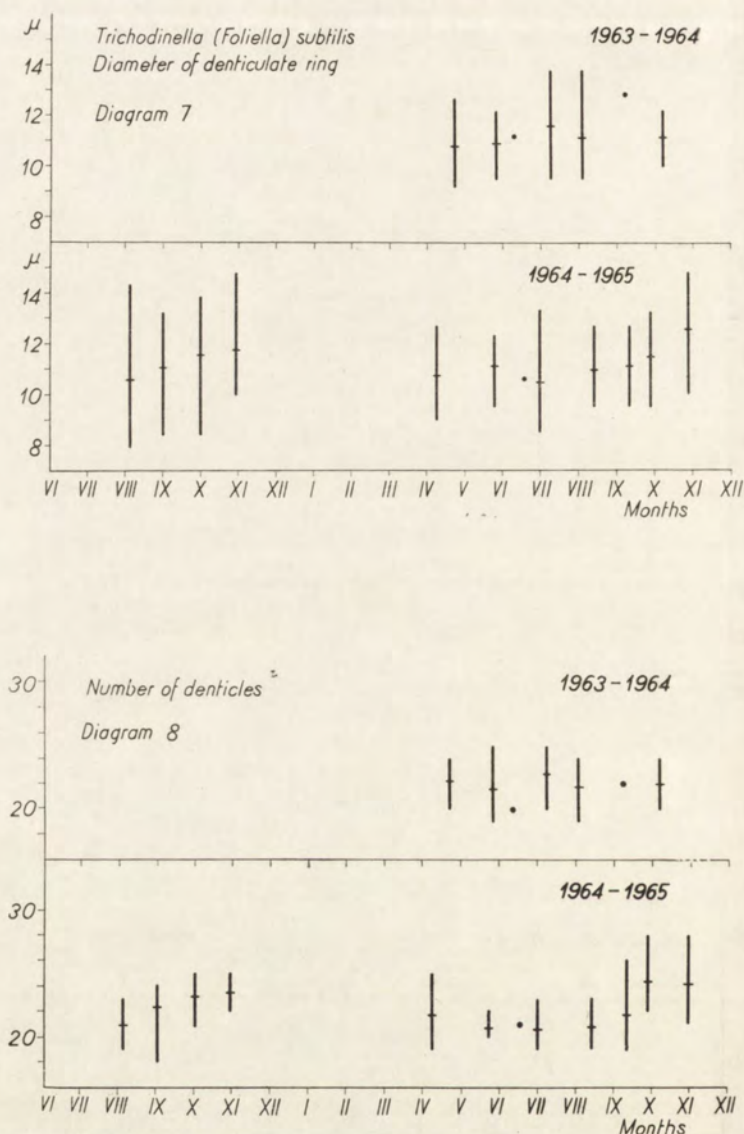 μ
Trichodinella (Foliella) subtilis 1963-1964
14
Diameter of denticulate ring
Diagram 7
12
10
8
μ
1964-1965
14
12
10
8
VI VII VIII IX X XI XII I II III IV V VI VII VIII IX X XI XII
Months
30
Number of denticles 1963-1964
Diagram 8
20
1964-1965
30
20
VI VII VIII IX X XI XII I II III IV V VI VII VIII IX X XI XII
Months